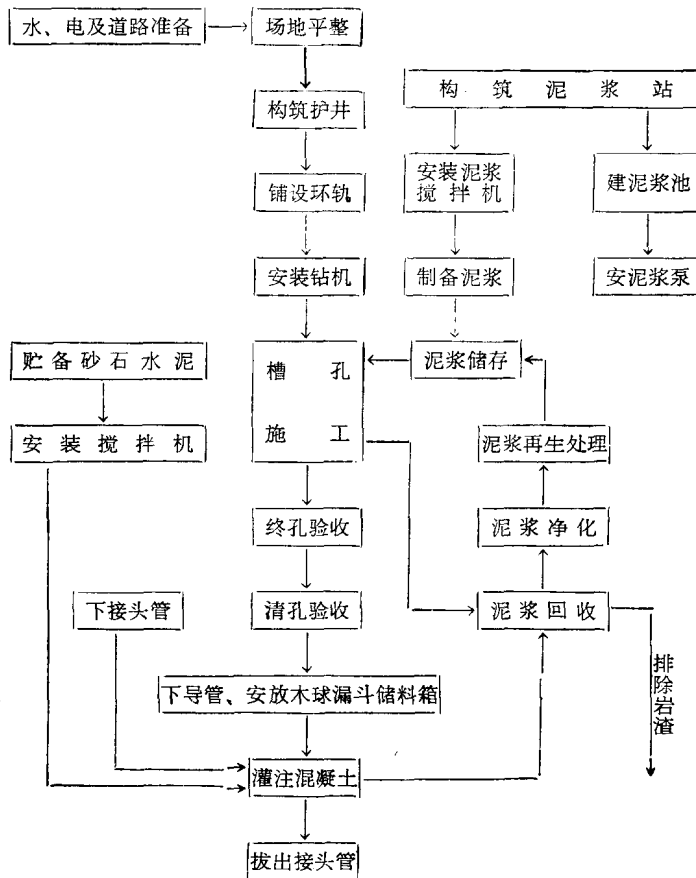 水、电及道路准备
场地平整
构筑护井
构筑泥浆站
铺设环轨
安装泥浆
搅拌机
建泥浆池
安装钻机
制备泥浆
安泥浆泵
贮备砂石水泥
槽孔
施工
泥浆储存
安装搅拌机
泥浆再生处理
终孔验收
泥浆净化
下接头管
清孔验收
泥浆回收
排除岩渣
下导管、安放木球漏斗储料箱
灌注混凝土
拔出接头管